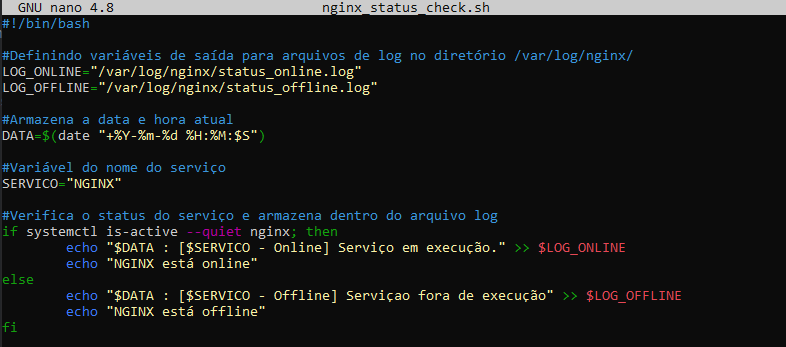 GNU nano 4.8 nginx_status_check.sh
#!/bin/bash
#Definindo variáveis de saída para arquivos de log no diretório /var/log/nginx/
LOG_ONLINE="/var/log/nginx/status_online.log"
LOG_OFFLINE="/var/log/nginx/status_offline.log"
#Armazena a data e hora atual
DATA=$(date "+%Y-%m-%d %H:%M:$S")
#Variável do nome do serviço
SERVICO="NGINX"
#Verifica o status do serviço e armazena dentro do arquivo log
if systemctl is-active --quiet nginx; then
echo "$DATA : [$SERVICO - Online] Serviço em execução." >> $LOG_ONLINE
echo "NGINX está online"
else
echo "$DATA : [$SERVICO - Offline] Serviçao fora de execução" >> $LOG_OFFLINE
echo "NGINX está offline"
fi